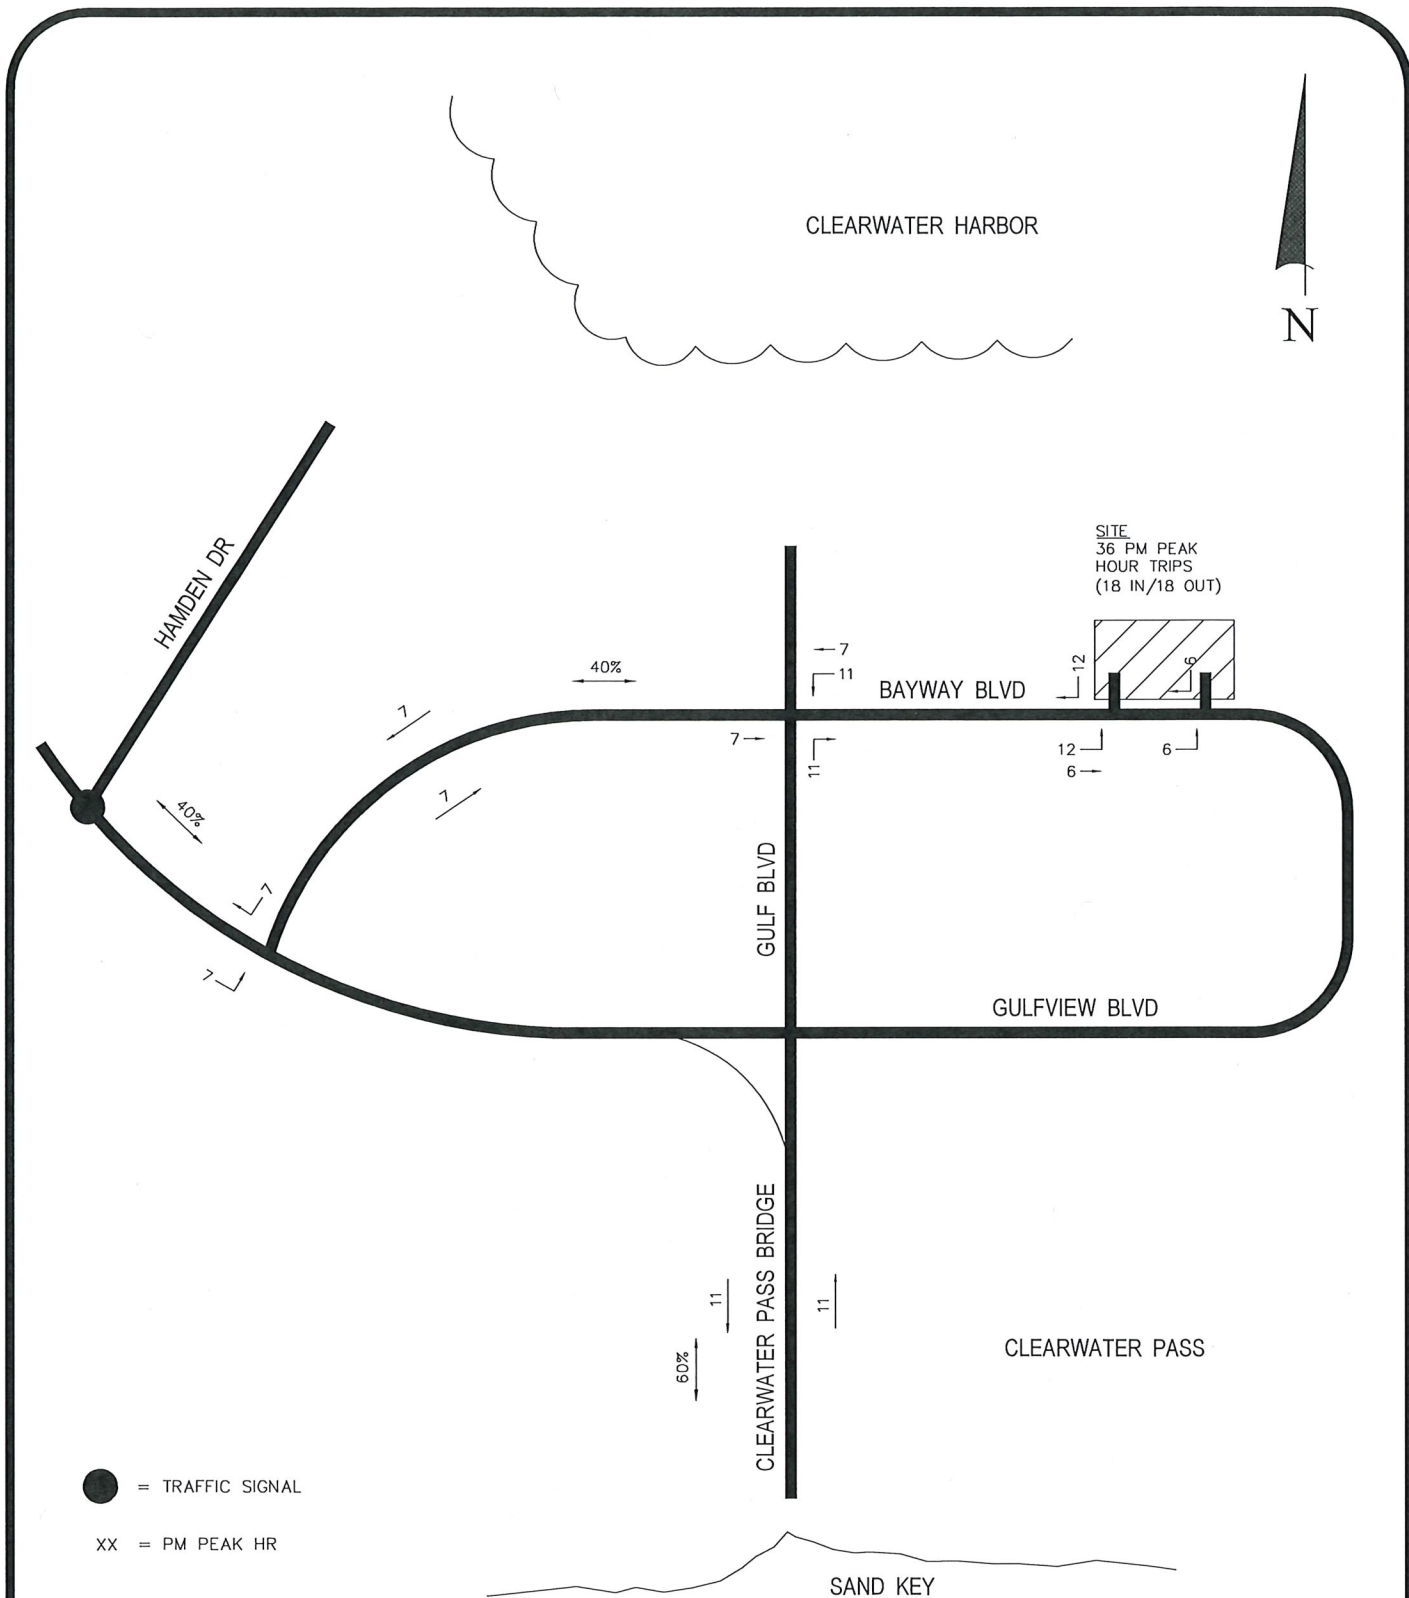 CLEARWATER HARBOR
N
HAMDEN DR
SITE
36 PM PEAK
HOUR TRIPS
(18 IN/18 OUT)
7
11
40%
BAYWAY BLVD
12
6
7
7
11
12
6
6
7
40%
7
7
GULF BLVD
GULFVIEW BLVD
CLEARWATER PASS BRIDGE
11
11
60%
CLEARWATER PASS
= TRAFFIC SIGNAL
XX = PM PEAK HR
SAND KEY